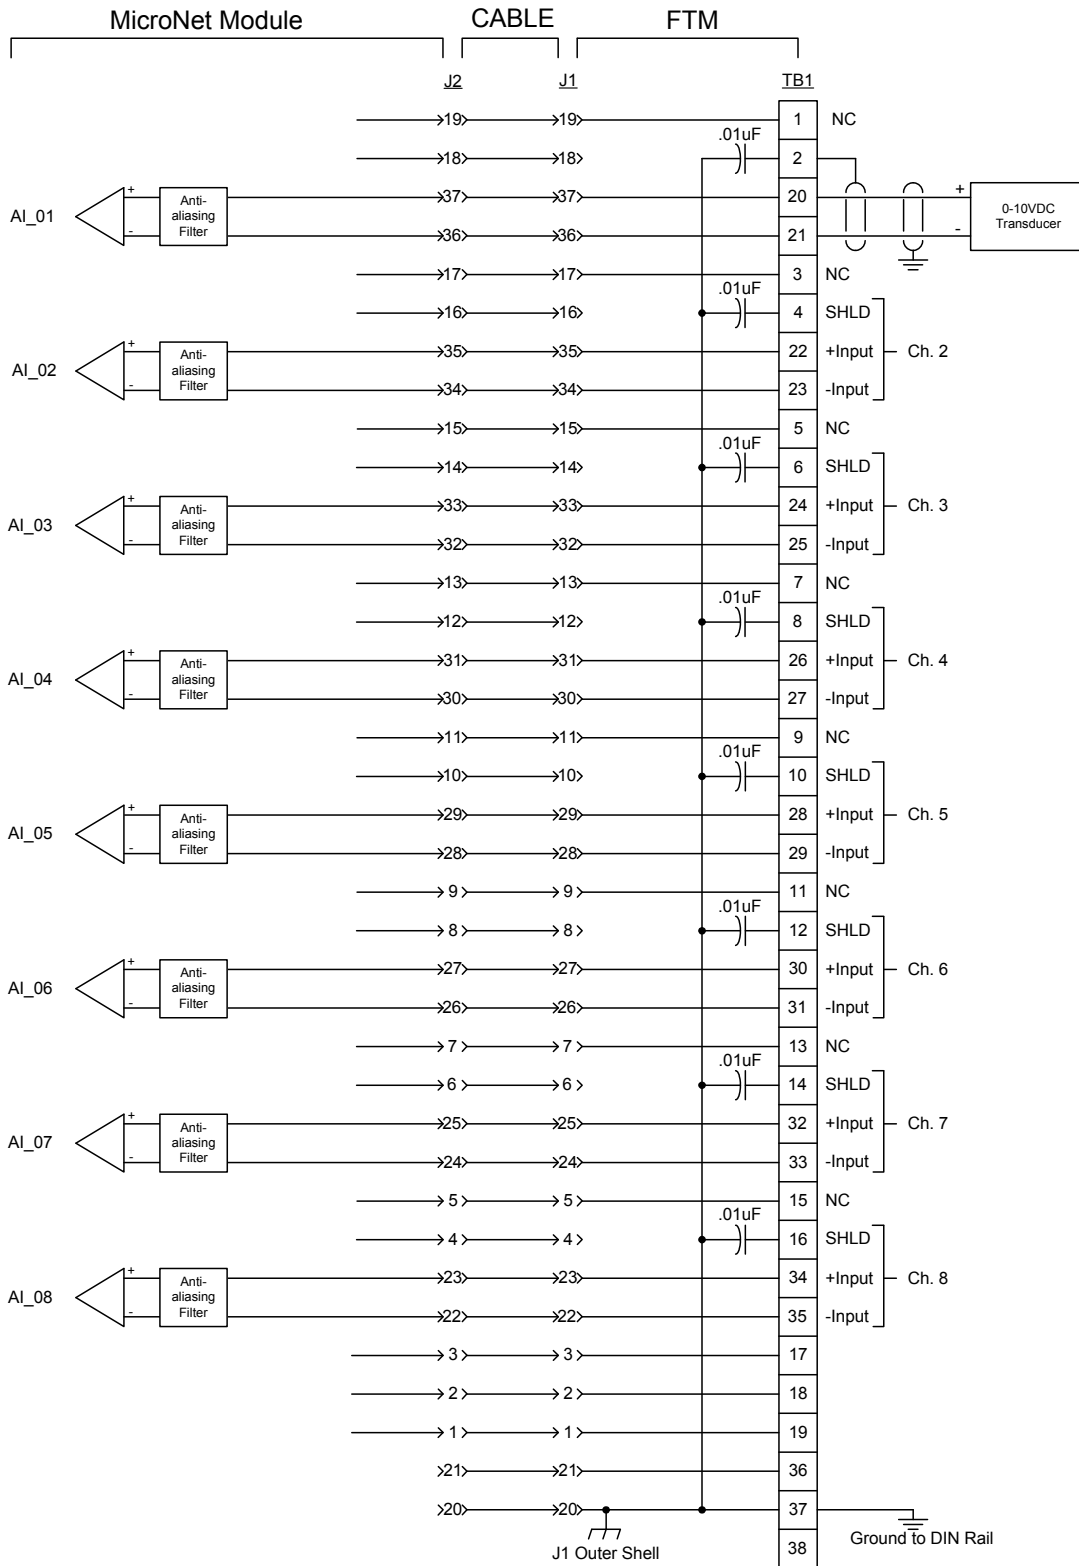 MicroNet Module CABLE FTM
J2 J1 TB1
19 19 1 NC
.01uF
18 18 2
AI_01 + - Anti-aliasing Filter 37 37 20 + 0-10VDC Transducer
36 36 21 -
17 17 3 NC
.01uF
16 16 4 SHLD
AI_02 + - Anti-aliasing Filter 35 35 22 +Input Ch. 2
34 34 23 -Input
15 15 5 NC
.01uF
14 14 6 SHLD
AI_03 + - Anti-aliasing Filter 33 33 24 +Input Ch. 3
32 32 25 -Input
13 13 7 NC
.01uF
12 12 8 SHLD
AI_04 + - Anti-aliasing Filter 31 31 26 +Input Ch. 4
30 30 27 -Input
11 11 9 NC
.01uF
10 10 10 SHLD
AI_05 + - Anti-aliasing Filter 29 29 28 +Input Ch. 5
28 28 29 -Input
9 9 11 NC
.01uF
8 8 12 SHLD
AI_06 + - Anti-aliasing Filter 27 27 30 +Input Ch. 6
26 26 31 -Input
7 7 13 NC
.01uF
6 6 14 SHLD
AI_07 + - Anti-aliasing Filter 25 25 32 +Input Ch. 7
24 24 33 -Input
5 5 15 NC
.01uF
4 4 16 SHLD
AI_08 + - Anti-aliasing Filter 23 23 34 +Input Ch. 8
22 22 35 -Input
3 3 17
2 2 18
1 1 19
21 21 36
20 20 37
J1 Outer Shell 38 Ground to DIN Rail